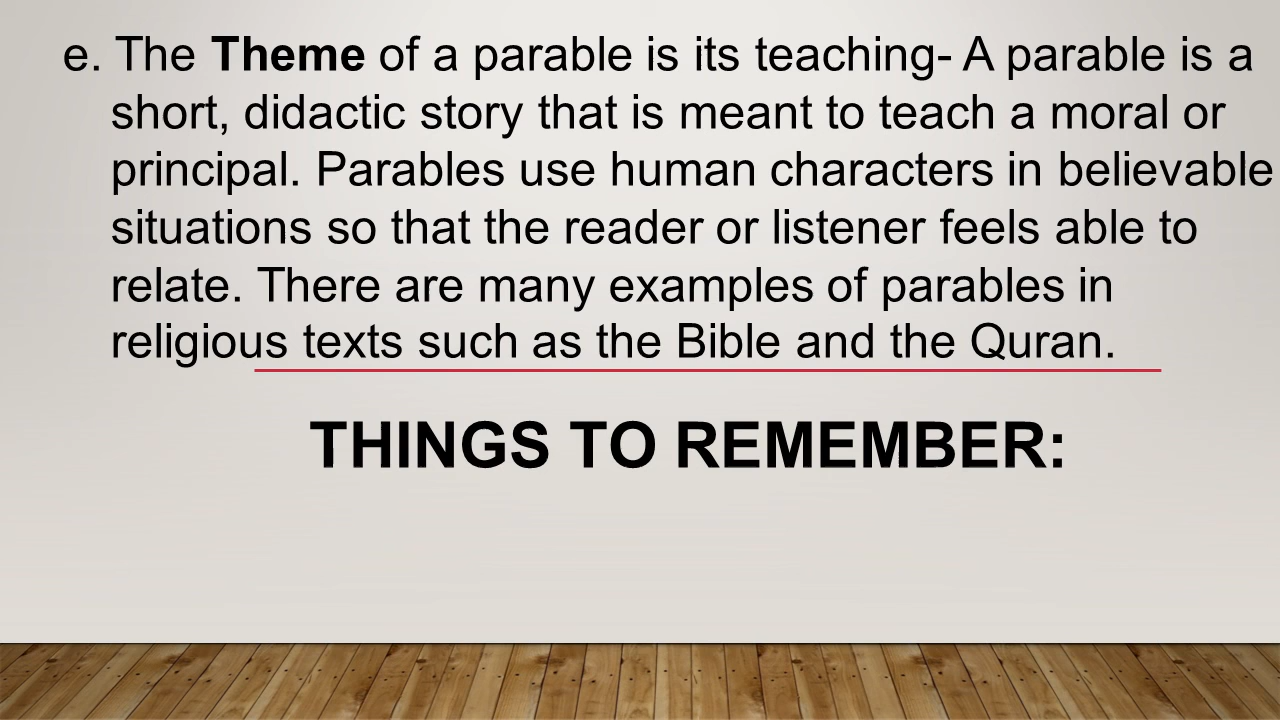 e. The Theme of a parable is its teaching- A parable is a
short, didactic story that is meant to teach a moral or
principal. Parables use human characters in believable
situations so that the reader or listener feels able to
relate. There are many examples of parables in
religious texts such as the Bible and the Quran.
THINGS TO REMEMBER: